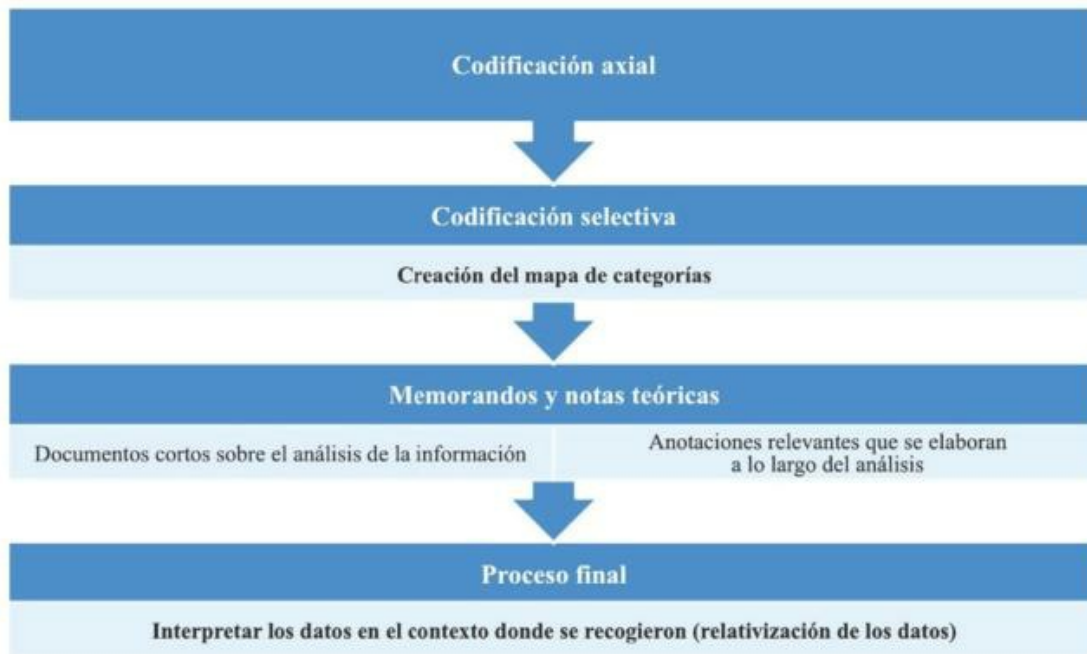 Codificación axial
Codificación selectiva
Creación del mapa de categorías
Memorandos y notas teóricas
Documentos cortos sobre el análisis de la información
Anotaciones relevantes que se elaboran
a lo largo del análisis
Proceso final
Interpretar los datos en el contexto donde se recogieron (relativización de los datos)